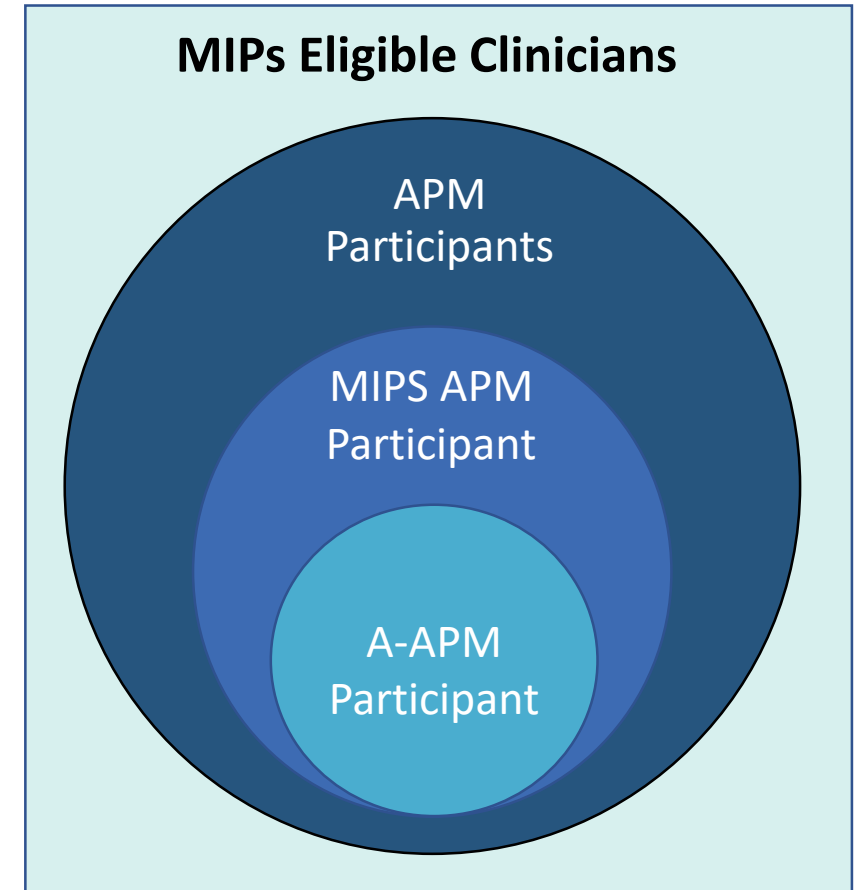 MIPs Eligible Clinicians
APM
Participants
MIPS APM
Participant
A-APM
Participant